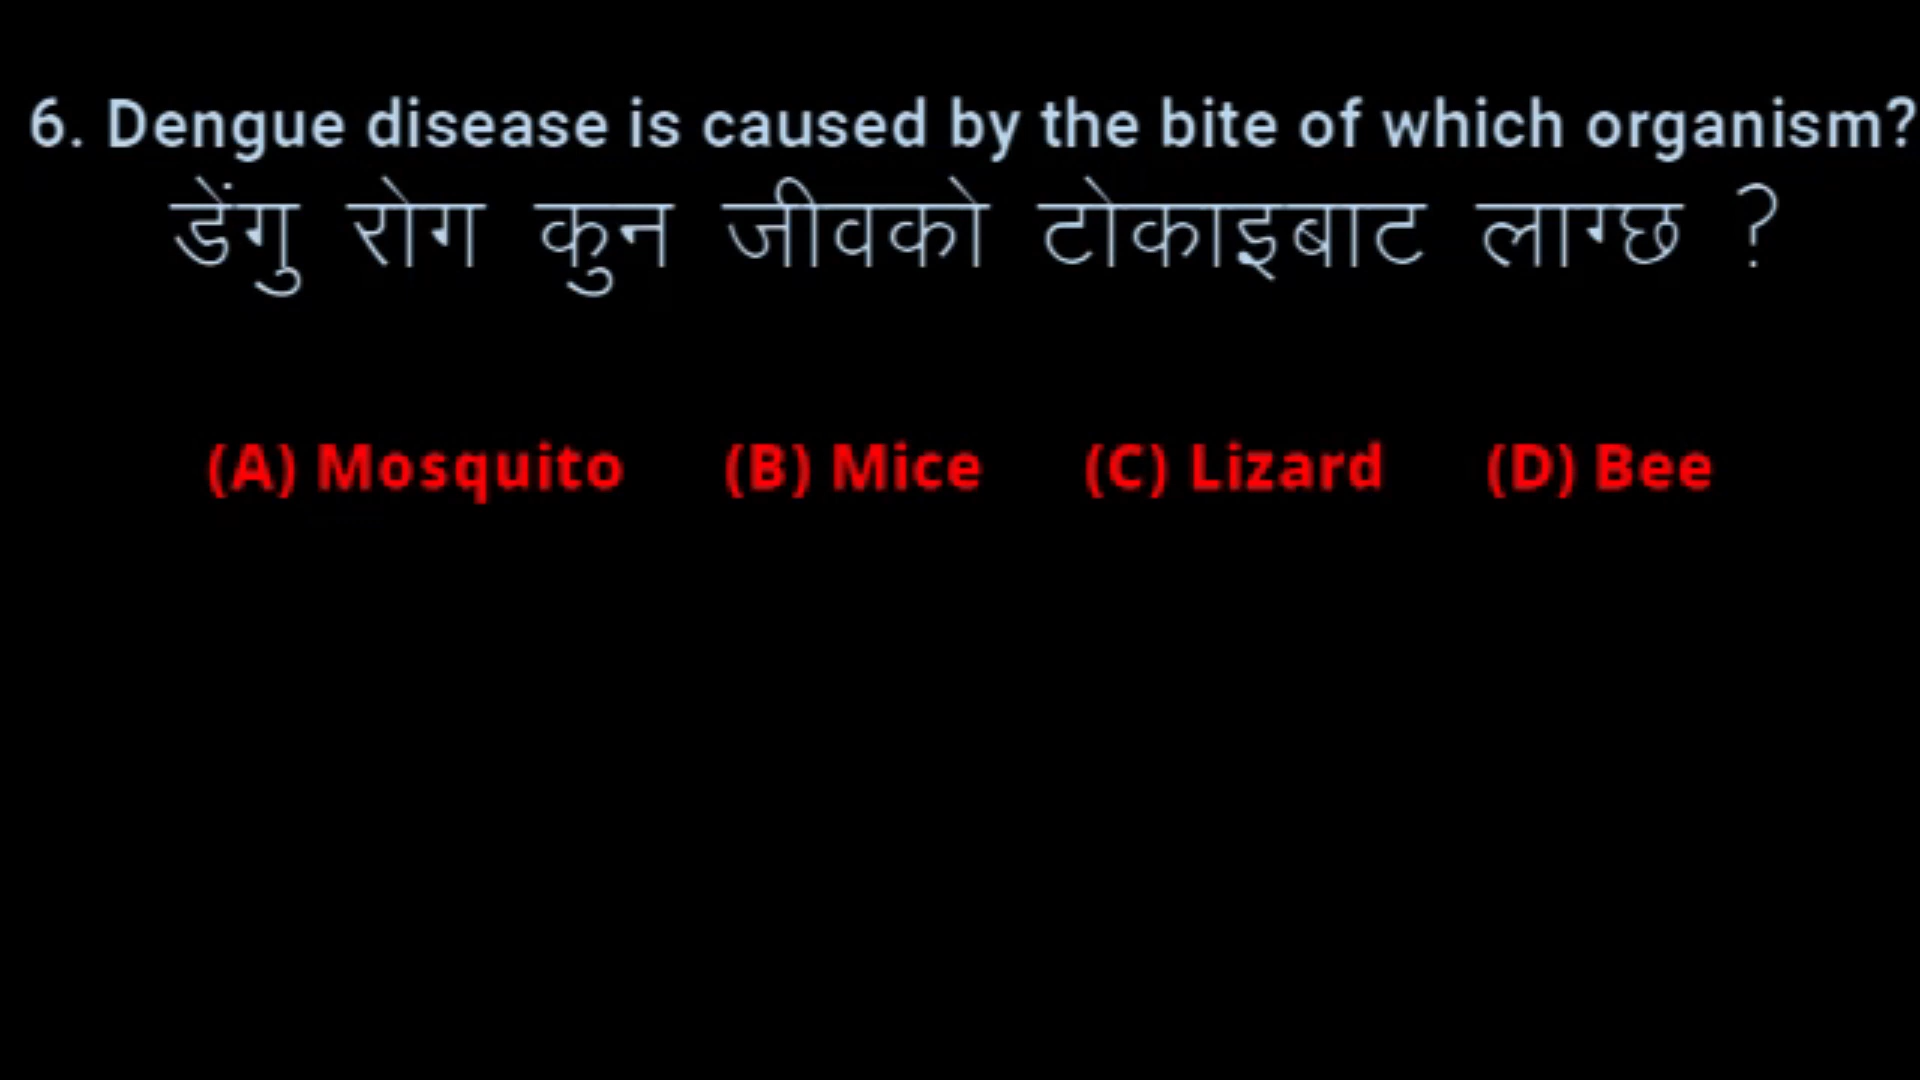 6. Dengue disease is caused by the bite of which organism?
डेंगु रोग कुन जीवको टोकाइबाट लाग्छ ?
(A) Mosquito (B) Mice (C) Lizard (D) Bee